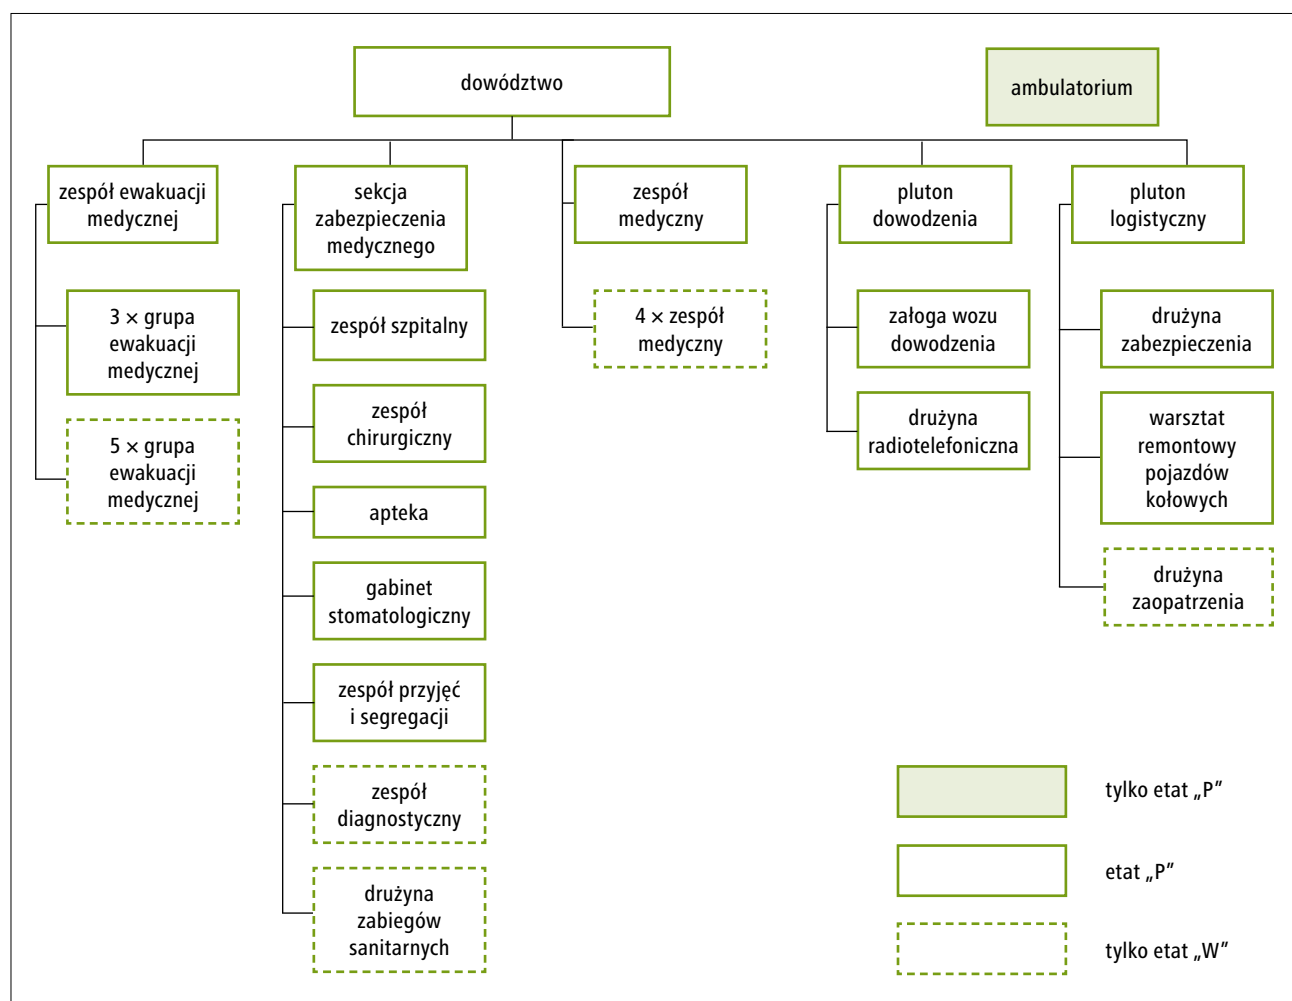 dowództwo
ambulatorium
zespół ewakuacji
medycznej
3 × grupa
ewakuacji
medycznej
5 × grupa
ewakuacji
medycznej
sekcja
zabezpieczenia
medycznego
zespół szpitalny
zespół
chirurgiczny
apteka
gabinet
stomatologiczny
zespół przyjęć
i segregacji
zespół
diagnostyczny
drużyna
zabiegów
sanitarnych
zespół
medyczny
4 × zespół
medyczny
pluton
dowodzenia
załoga wozu
dowodzenia
drużyna
radiotelefoniczna
pluton
logistyczny
drużyna
zabezpieczenia
warsztat
remontowy
pojazdów
kołowych
drużyna
zaopatrzenia
tylko etat „P”
etat „P”
tylko etat „W”